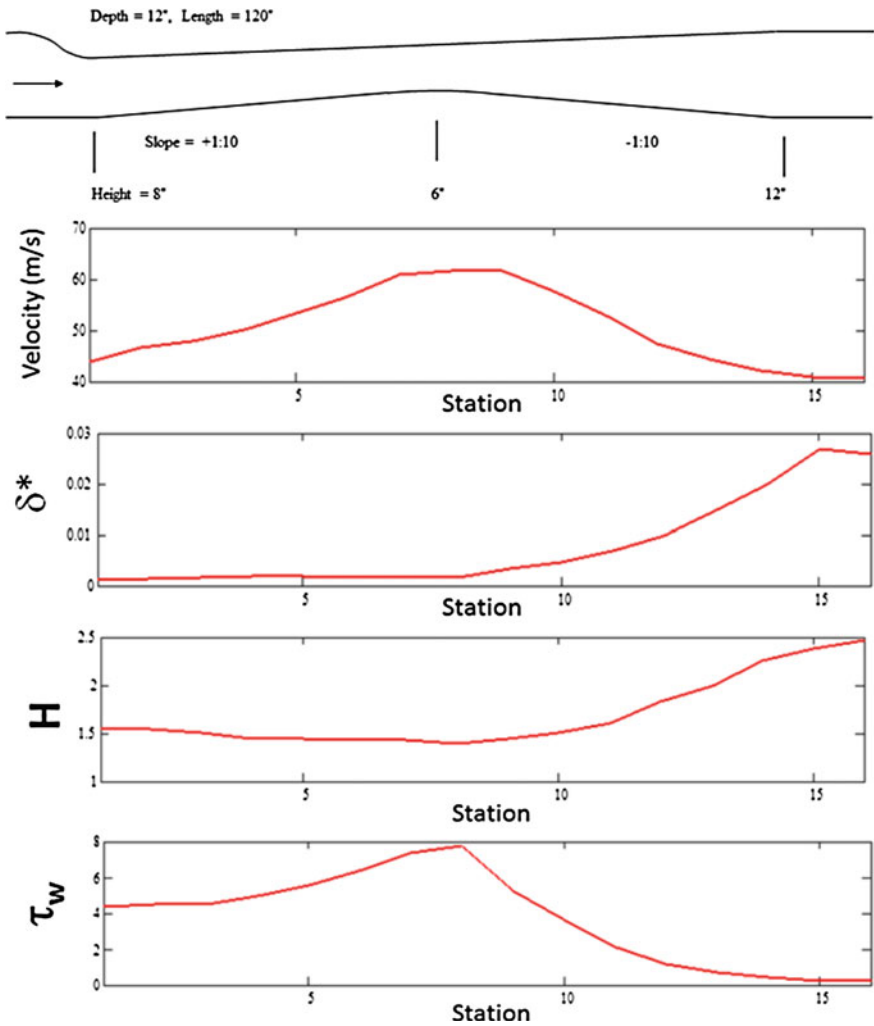 Depth = 12", Length = 120"
Slope = +1:10 -1:10
Height = 8" 6" 12"
70
60
50
40
Velocity (m/s)
5 10 15
Station
0.03
0.02
0.01
0
δ*
5 10 15
Station
2.5
2
1.5
1
H
5 10 15
Station
8
6
4
2
0
τw
5 10 15
Station